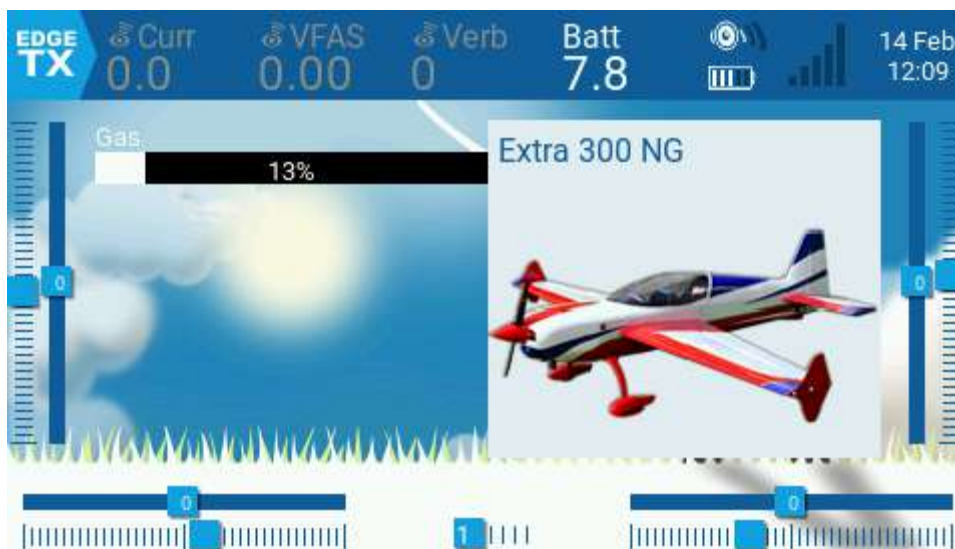 EDGE TX
Curr VFAS Verb Batt
0.0 0.00 0 7.8
14 Feb
12:09
Gas
13%
Extra 300 NG
0
0
0
0
1